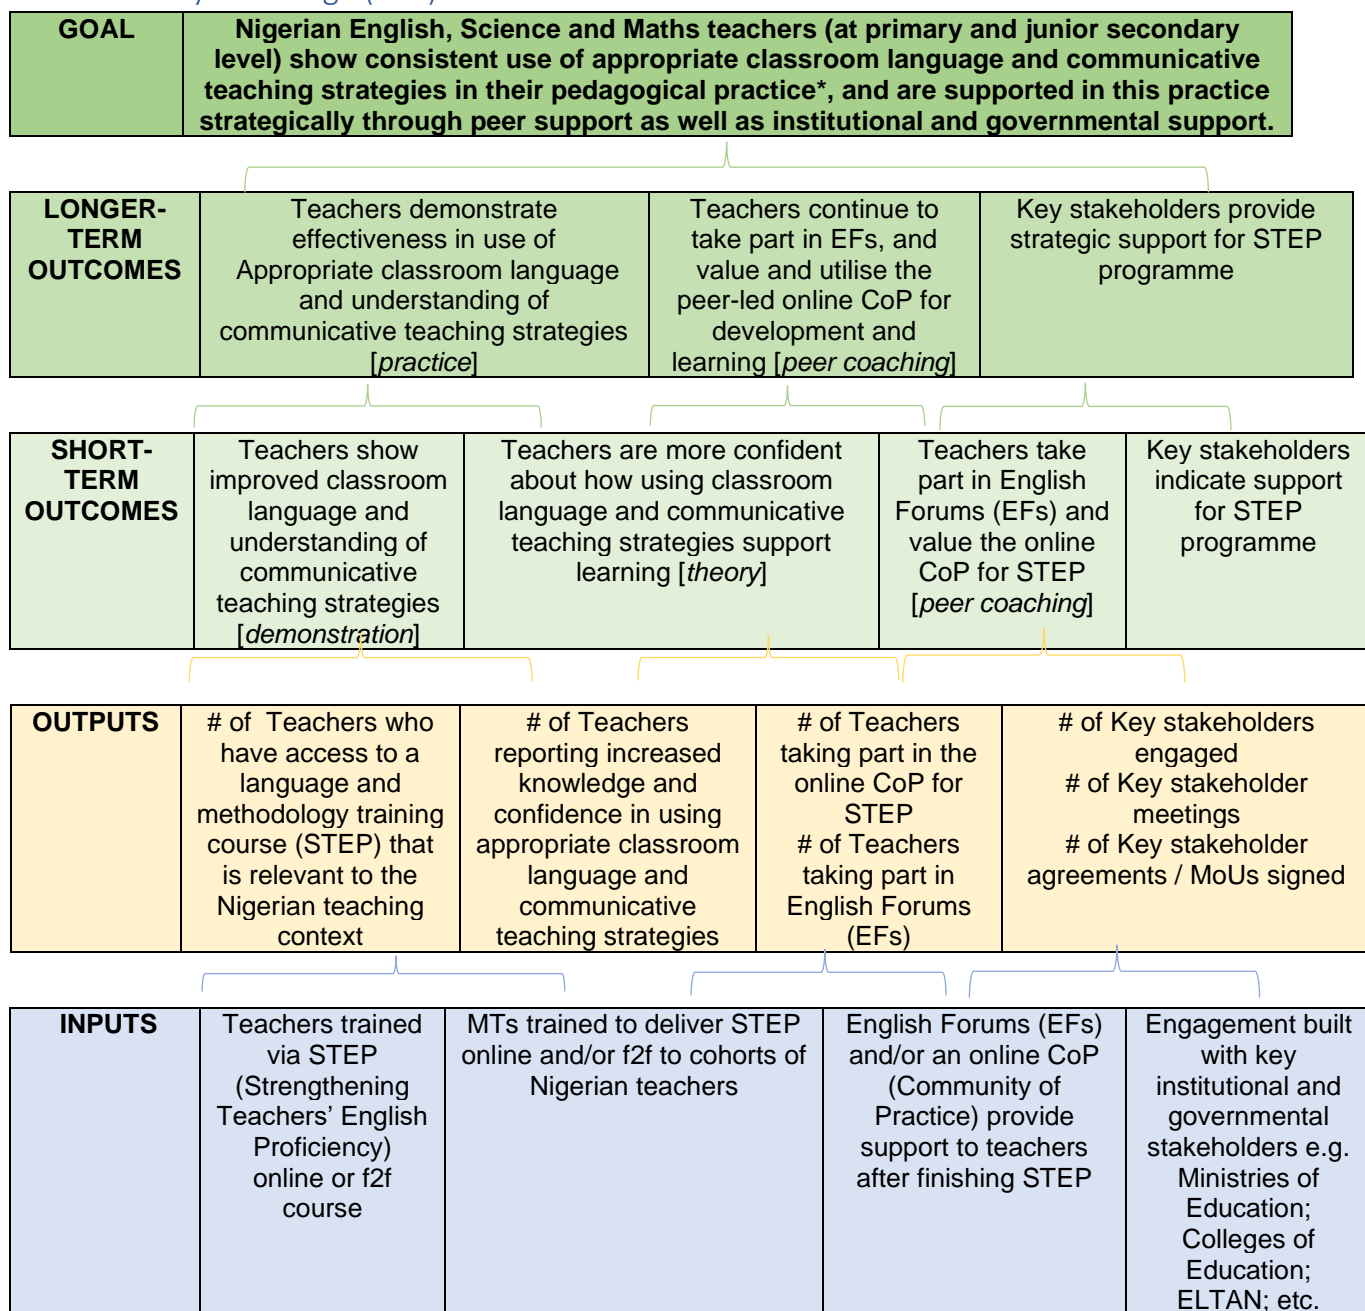 GOAL
Nigerian English, Science and Maths teachers (at primary and junior secondary
level) show consistent use of appropriate classroom language and communicative
teaching strategies in their pedagogical practice*, and are supported in this practice
strategically through peer support as well as institutional and governmental support.
LONGER-
TERM
OUTCOMES
Teachers demonstrate
effectiveness in use of
Appropriate classroom language
and understanding of
communicative teaching strategies
[practice]
Teachers continue to
take part in EFs, and
value and utilise the
peer-led online CoP for
development and
learning [peer coaching]
Key stakeholders provide
strategic support for STEP
programme
SHORT-
TERM
OUTCOMES
Teachers show
improved classroom
language and
understanding of
communicative
teaching strategies
[demonstration]
Teachers are more confident
about how using classroom
language and communicative
teaching strategies support
learning [theory]
Teachers take
part in English
Forums (EFs) and
value the online
CoP for STEP
[peer coaching]
Key stakeholders
indicate support
for STEP
programme
OUTPUTS
# of Teachers who
have access to a
language and
methodology training
course (STEP) that
is relevant to the
Nigerian teaching
context
# of Teachers
reporting increased
knowledge and
confidence in using
appropriate classroom
language and
communicative
teaching strategies
# of Teachers
taking part in the
online CoP for
STEP
# of Teachers
taking part in
English Forums
(EFs)
# of Key stakeholders
engaged
# of Key stakeholder
meetings
# of Key stakeholder
agreements / MoUs signed
INPUTS
Teachers trained
via STEP
(Strengthening
Teachers' English
Proficiency)
online or f2f
course
MTs trained to deliver STEP
online and/or f2f to cohorts of
Nigerian teachers
English Forums (EFs)
and/or an online CoP
(Community of
Practice) provide
support to teachers
after finishing STEP
Engagement built
with key
institutional and
governmental
stakeholders e.g.
Ministries of
Education;
Colleges of
Education;
ELTAN; etc.